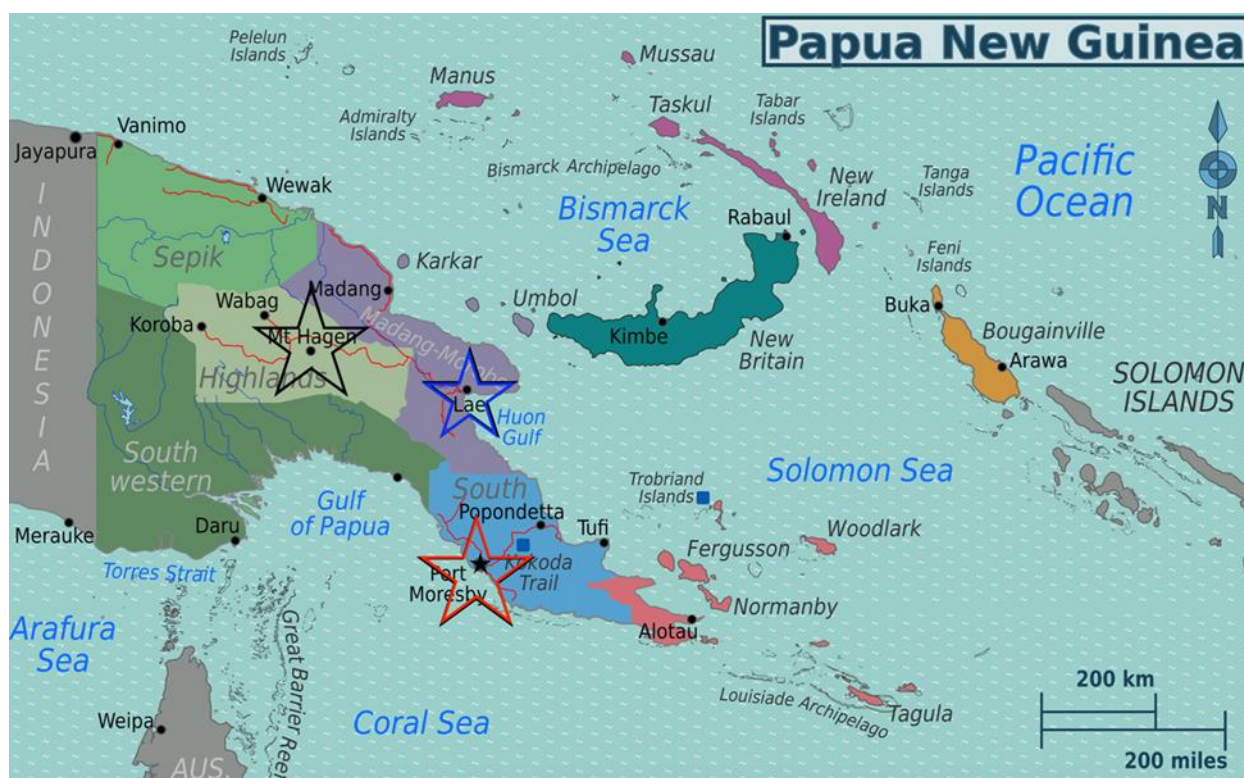 Papua New Guinea
Pelelun
Islands
Mussau
Manus
Taskul
Tabar
Islands
Admiralty
Islands
Vanimo
Jayapura
Bismarck Archipelago
New
Ireland
Tanga
Islands
Pacific
Ocean
N
Wewak
Bismarck
Sea
Rabaul
INDONESIA
Sepik
Karkar
Feni
Islands
Madang
Wabag
Umbol
Buka
Koroba
Mt Hagen
Madang-Morobe
Kimbe
New
Britain
Bougainville
Arawa
Highlands
Lae
Huon
Gulf
SOLOMON
ISLANDS
South
western
South
Solomon Sea
Gulf
of Papua
Trobriand
Islands
Popondetta
Merauke
Daru
Tufi
Woodlark
Fergusson
Kokoda
Trail
Torres Strait
Port
Moresby
Normanby
Arafura
Sea
Alotau
Great Barrier Reef
200 km
Louisiade Archipelago
Tagula
Weipa
Coral Sea
200 miles
AUS.